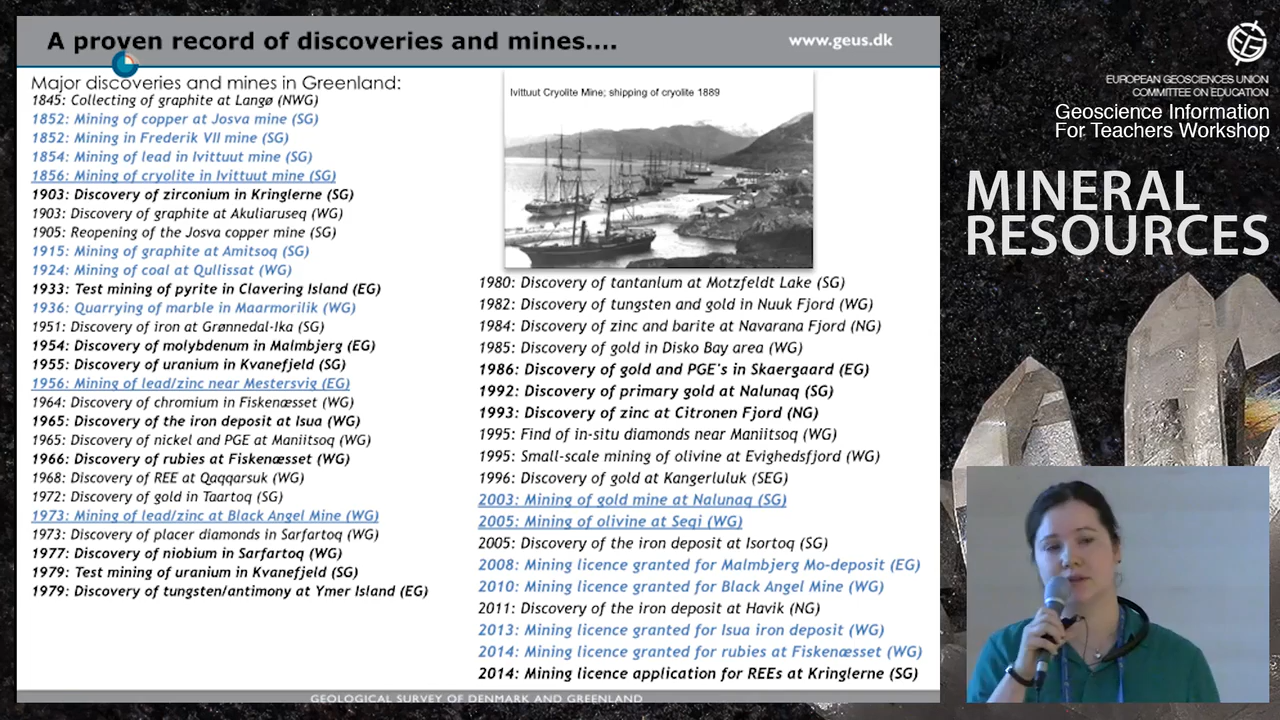 A proven record of discoveries and mines....
www.geus.dk
Major discoveries and mines in Greenland:
1845: Collecting of graphite at Langø (NWG)
1852: Mining of copper at Josva mine (SG)
1852: Mining in Frederik VII mine (SG)
1854: Mining of lead in Ivittuut mine (SG)
1856: Mining of cryolite in Ivittuut mine (SG)
1903: Discovery of zirconium in Kringlerne (SG)
1903: Discovery of graphite at Akuliaruseq (WG)
1905: Reopening of the Josva copper mine (SG)
1915: Mining of graphite at Amitsoq (SG)
1924: Mining of coal at Qullissat (WG)
1933: Test mining of pyrite in Clavering Island (EG)
1936: Quarrying of marble in Maarmorilik (WG)
1951: Discovery of iron at Grønnedal-Ika (SG)
1954: Discovery of molybdenum in Malmbjerg (EG)
1955: Discovery of uranium in Kvanefjeld (SG)
1956: Mining of lead/zinc near Mestersvig (EG)
1964: Discovery of chromium in Fiskenæsset (WG)
1965: Discovery of the iron deposit at Isua (WG)
1965: Discovery of nickel and PGE at Maniitsoq (WG)
1966: Discovery of rubies at Fiskenæsset (WG)
1968: Discovery of REE at Qaqqarsuk (WG)
1972: Discovery of gold in Taartoq (SG)
1973: Mining of lead/zinc at Black Angel Mine (WG)
1973: Discovery of placer diamonds in Sarfartoq (WG)
1977: Discovery of niobium in Sarfartoq (WG)
1979: Test mining of uranium in Kvanefjeld (SG)
1979: Discovery of tungsten/antimony at Ymer Island (EG)
Ivittuut Cryolite Mine; shipping of cryolite 1889
1980: Discovery of tantanlum at Motzfeldt Lake (SG)
1982: Discovery of tungsten and gold in Nuuk Fjord (WG)
1984: Discovery of zinc and barite at Navarana Fjord (NG)
1985: Discovery of gold in Disko Bay area (WG)
1986: Discovery of gold and PGE's in Skaergaard (EG)
1992: Discovery of primary gold at Nalunaq (SG)
1993: Discovery of zinc at Citronen Fjord (NG)
1995: Find of in-situ diamonds near Maniitsoq (WG)
1995: Small-scale mining of olivine at Evighedsfjord (WG)
1996: Discovery of gold at Kangerluluk (SEG)
2003: Mining of gold mine at Nalunaq (SG)
2005: Mining of olivine at Seqi (WG)
2005: Discovery of the iron deposit at Isortoq (SG)
2008: Mining licence granted for Malmbjerg Mo-deposit (EG)
2010: Mining licence granted for Black Angel Mine (WG)
2011: Discovery of the iron deposit at Havik (NG)
2013: Mining licence granted for Isua iron deposit (WG)
2014: Mining licence granted for rubies at Fiskenæsset (WG)
2014: Mining licence application for REEs at Kringlerne (SG)
GEOLOGICAL SURVEY OF DENMARK AND GREENLAND
EUROPEAN GEOSCIENCES UNION
COMMITTEE ON EDUCATION
Geoscience Information
For Teachers Workshop
MINERAL
RESOURCES